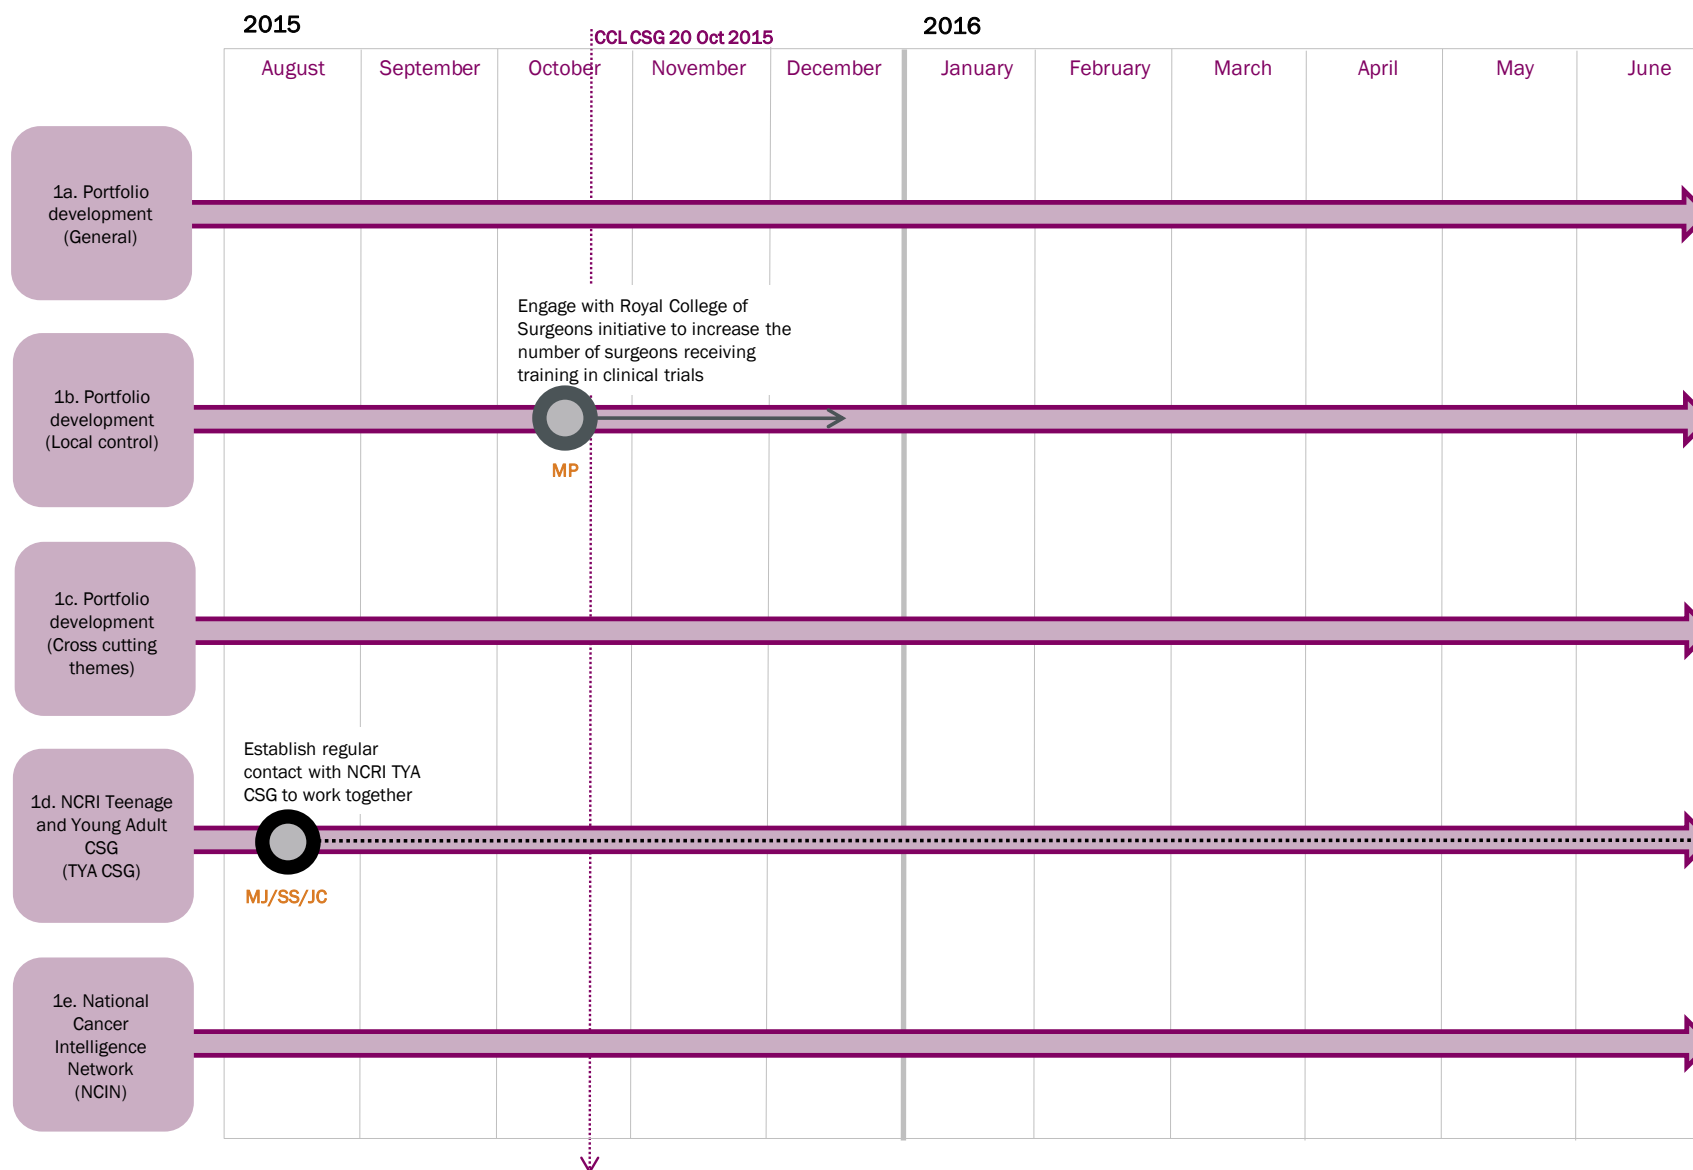 2015
CCL CSG 20 Oct 2015
2016
August
September
October
November
December
January
February
March
April
May
June
1a. Portfolio
development
(General)
Engage with Royal College of
Surgeons initiative to increase the
number of surgeons receiving
training in clinical trials
1b. Portfolio
development
(Local control)
MP
1c. Portfolio
development
(Cross cutting
themes)
Establish regular
contact with NCRI TYA
CSG to work together
1d. NCRI Teenage
and Young Adult
CSG
(TYA CSG)
MJ/SS/JC
1e. National
Cancer
Intelligence
Network
(NCIN)